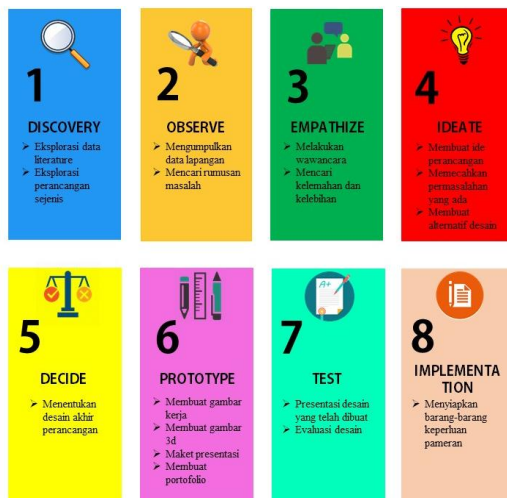 1
DISCOVERY
➢ Eksplorasi data
literature
➢ Eksplorasi
perancangan
sejenis
2
OBSERVE
➢ Mengumpulkan
data lapangan
➢ Mencari rumusan
masalah
3
EMPATHIZE
➢ Melakukan
wawancara
➢ Mencari
kelemahan dan
kelebihan
4
IDEATE
➢ Membuat ide
perancangan
➢ Memecahkan
permasalahan
yang ada
➢ Membuat
alternatif desain
5
DECIDE
➢ Menentukan
desain akhir
perancangan
6
PROTOTYPE
➢ Membuat gambar
kerja
➢ Membuat gambar
3d
➢ Maket presentasi
➢ Membuat
portofolio
A+
7
TEST
➢ Presentasi desain
yang telah dibuat
➢ Evaluasi desain
8
IMPLEMENTA
TION
➢ Menyiapkan
barang-barang
keperluan
pameran